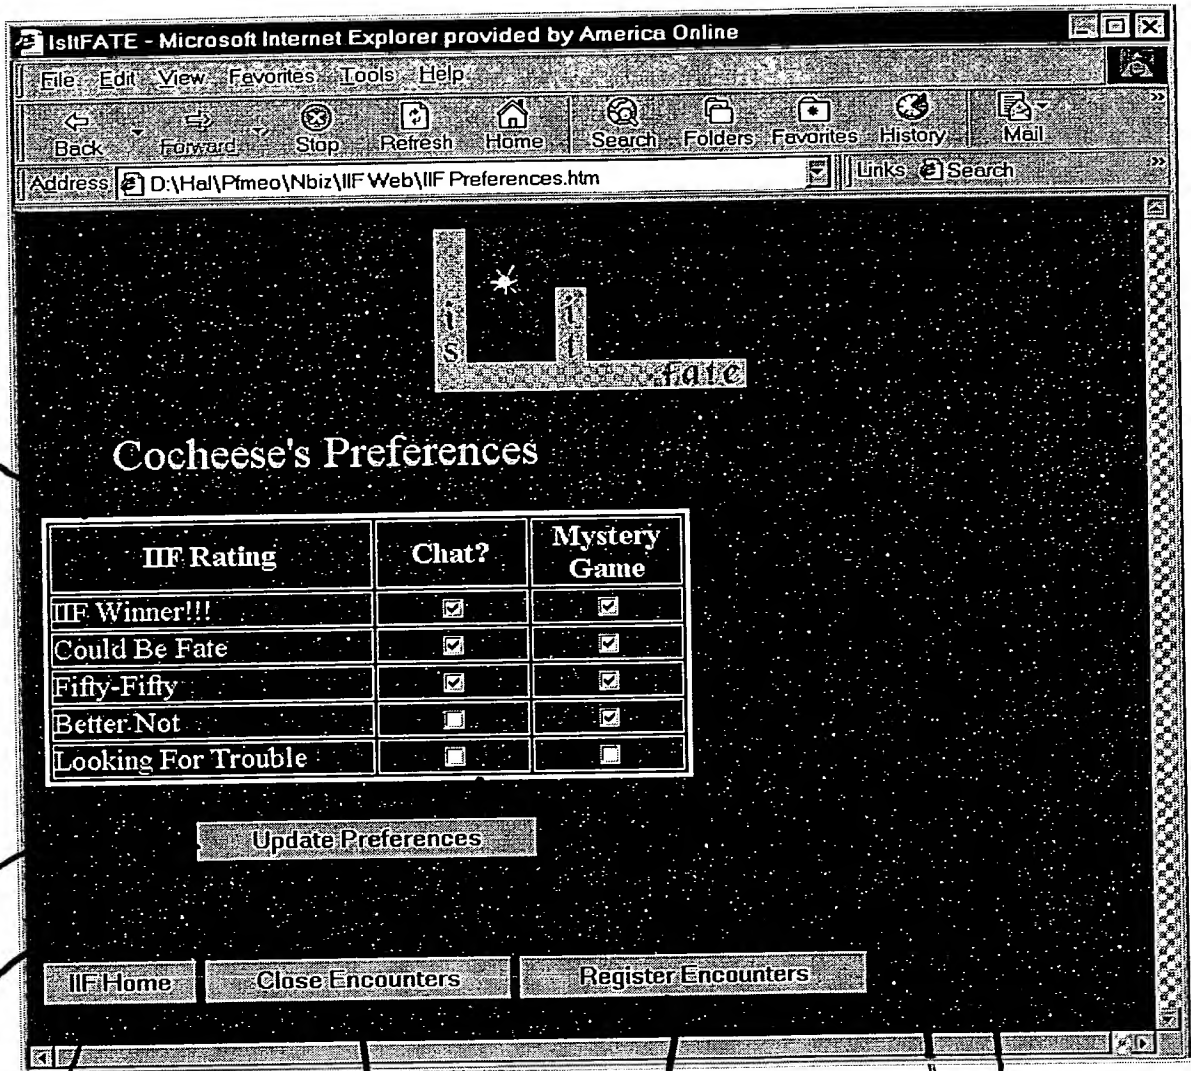 IsItFATE - Microsoft Internet Explorer provided by America Online
File Edit View Favorites Tools Help
Back Forward Stop Refresh Home Search Folders Favorites History Mail
Address D:\Hal\Pfmeo\Nbiz\IIF Web\IIF Preferences.htm Links Search
is it fate
Cocheese's Preferences
IIF Rating Chat? Mystery Game
IIF Winner!!!
Could Be Fate
Fifty-Fifty
Better Not
Looking For Trouble
Update Preferences
IIF Home Close Encounters Register Encounters